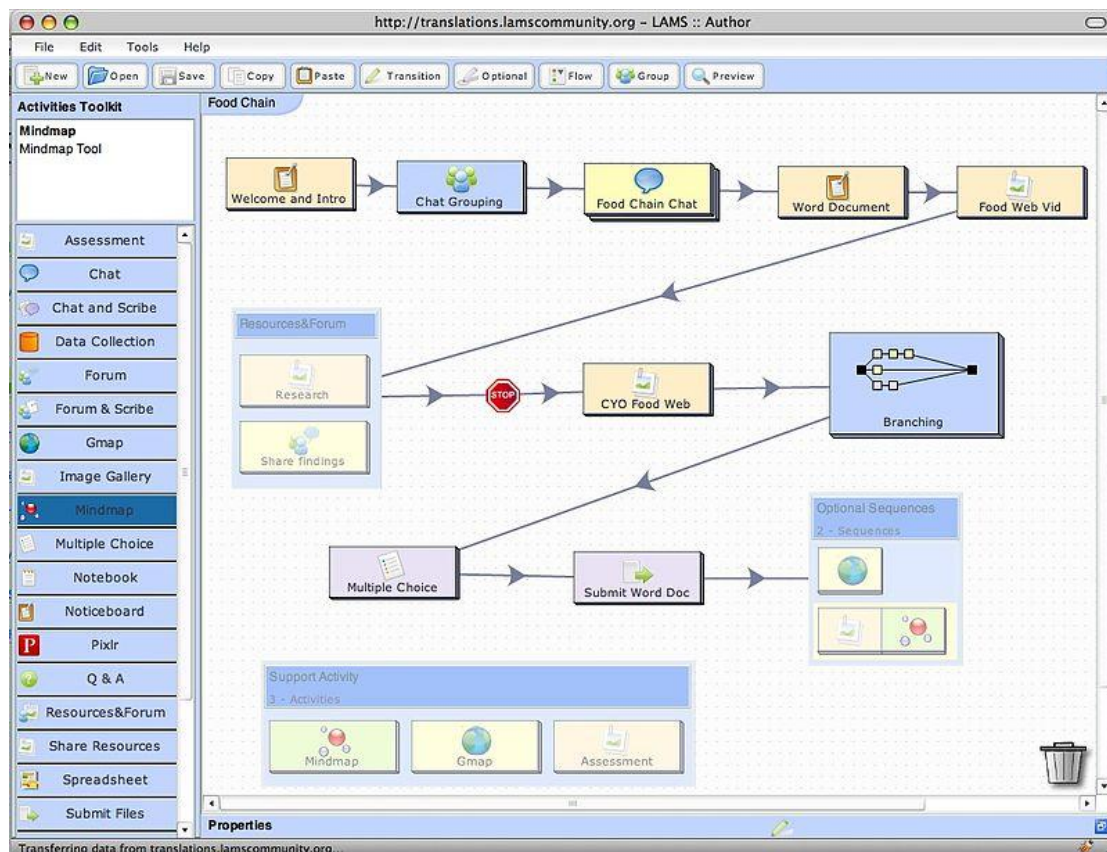 http://translations.lamscommunity.org - LAMS :: Author
File Edit Tools Help
New Open Save Copy Paste Transition Optional Flow Group Preview
Activities Toolkit
Mindmap
Mindmap Tool
Assessment
Chat
Chat and Scribe
Data Collection
Forum
Forum & Scribe
Gmap
Image Gallery
Mindmap
Multiple Choice
Notebook
Noticeboard
P Pixlr
Q & A
Resources&Forum
Share Resources
Spreadsheet
Submit Files
Food Chain
Welcome and Intro
Chat Grouping
Food Chain Chat
Word Document
Food Web Vid
Resources&Forum
Research
Share findings
STOP
CYO Food Web
Branching
Multiple Choice
Submit Word Doc
Optional Sequences
2 - Sequences
Support Activity
3 - Activities
Mindmap
Gmap
Assessment
Properties
Transferring data from translations.lamscommunity.org...